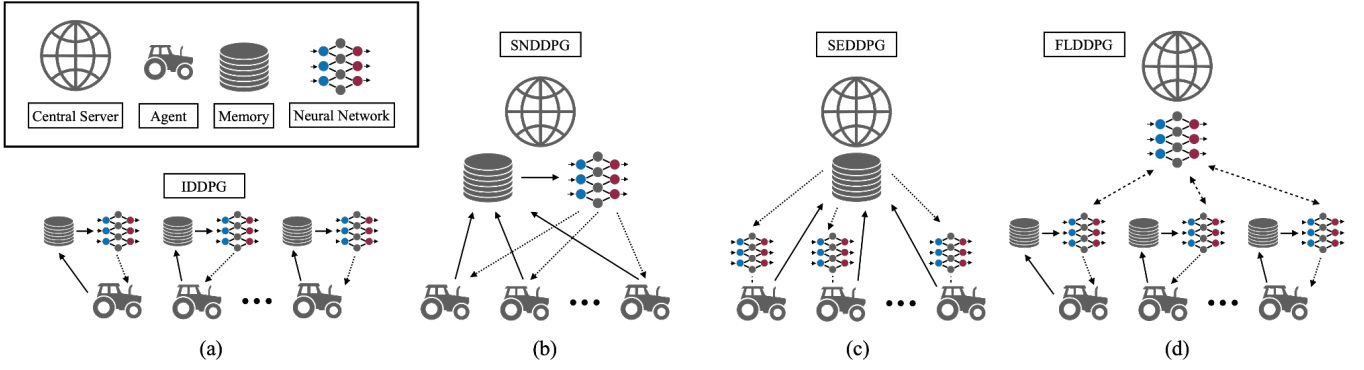 Central Server
Agent
Memory
Neural Network
IDDPG
SNDDPG
SEDDPG
FLDDPG
(a)
(b)
(c)
(d)